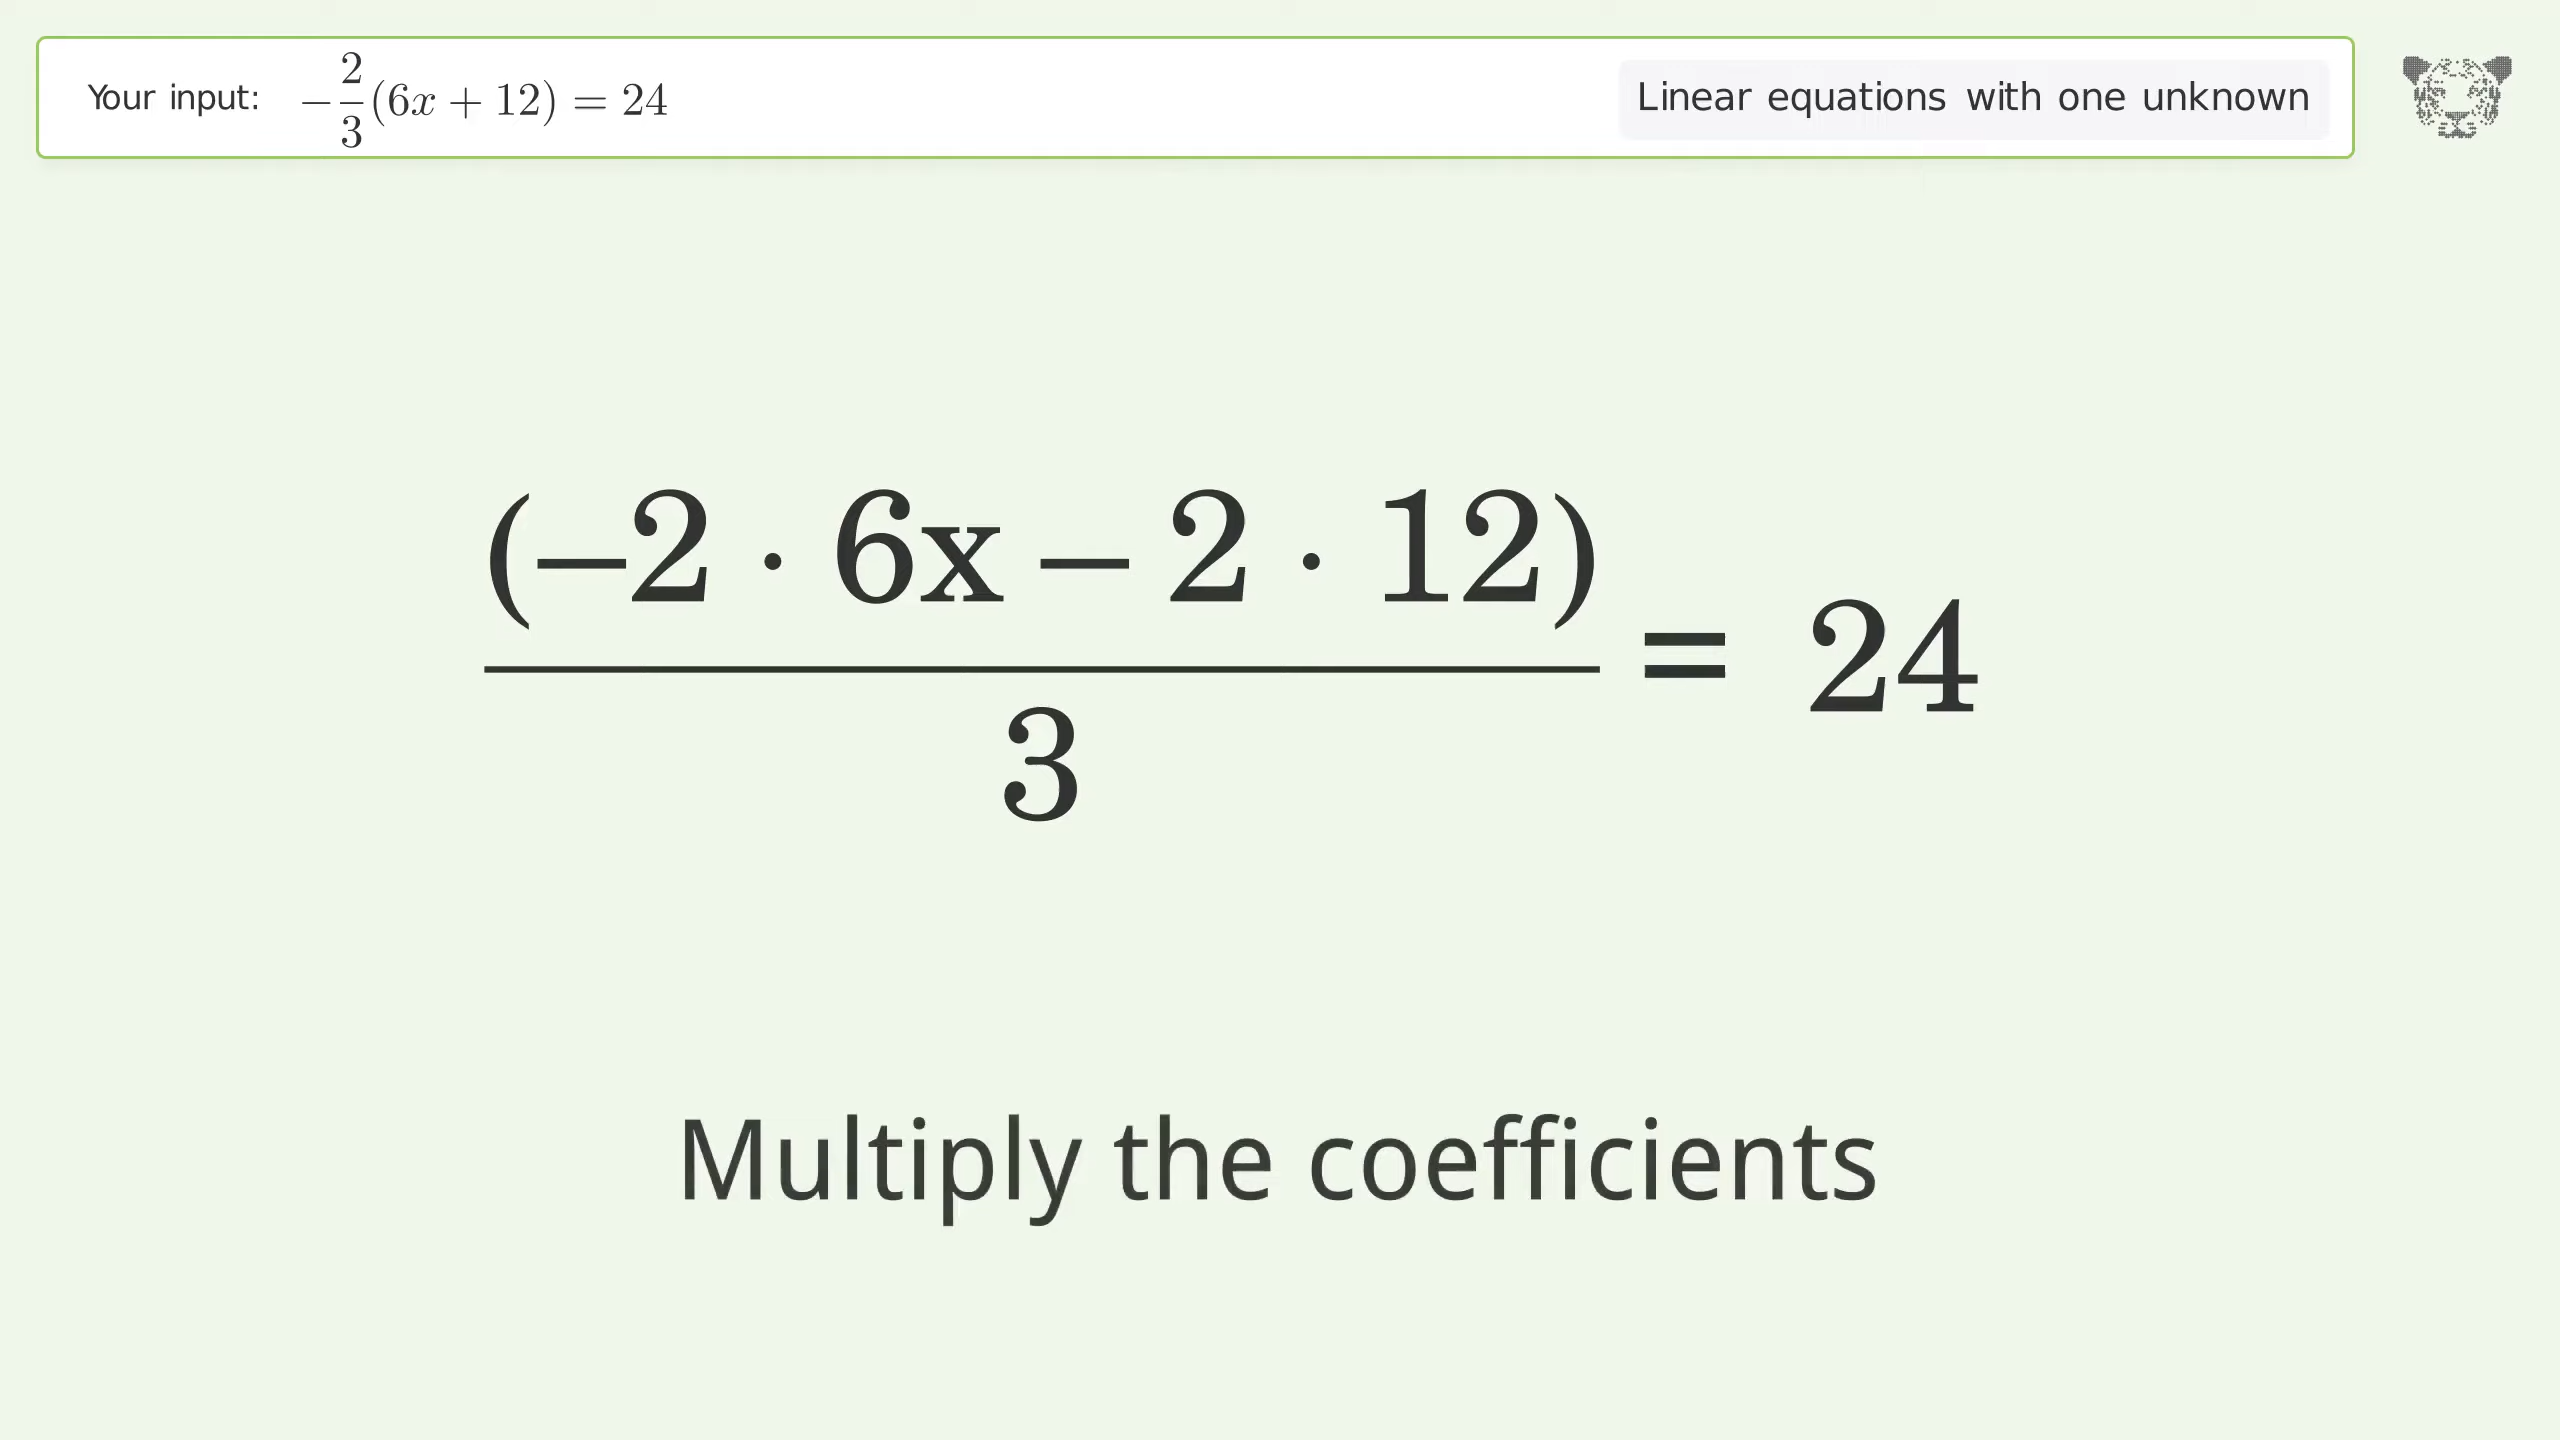 Your input: −2/3(6x + 12) = 24
Linear equations with one unknown
(−2 · 6x − 2 · 12)/3 = 24
Multiply the coefficients